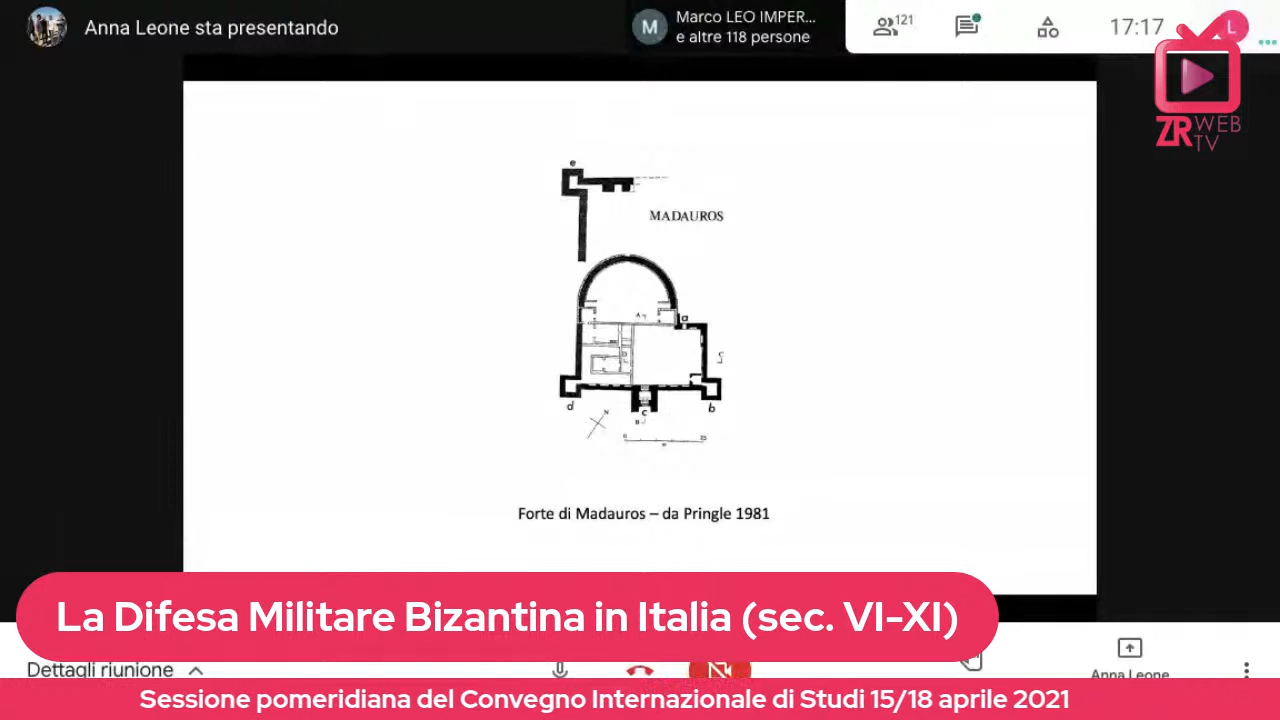 Anna Leone sta presentando
M
Marco LEO IMPER...
e altre 118 persone
121
17:17
L
ZR WEB
TV
e
MADAUROS
A
a
C
d
c
b
N
B
0
25
m
Forte di Madauros – da Pringle 1981
La Difesa Militare Bizantina in Italia (sec. VI-XI)
Dettagli riunione
Anna Leone
Sessione pomeridiana del Convegno Internazionale di Studi 15/18 aprile 2021